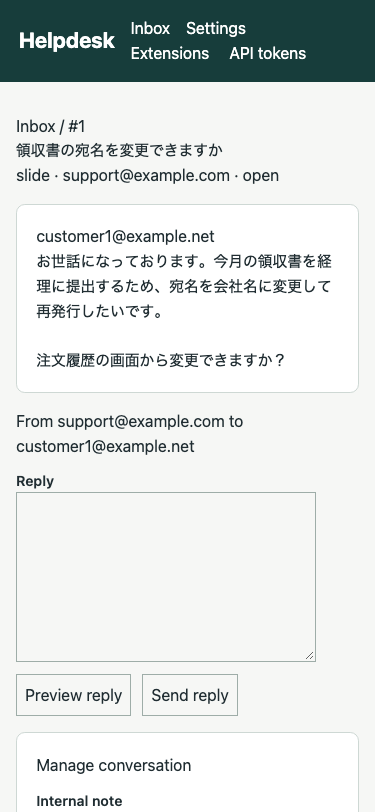 Helpdesk
Inbox Settings
Extensions API tokens
Inbox / #1
領収書の宛名を変更できますか
slide · support@example.com · open
customer1@example.net
お世話になっております。今月の領収書を経
理に提出するため、宛名を会社名に変更して
再発行したいです。
注文履歴の画面から変更できますか？
From support@example.com to
customer1@example.net
Reply
Preview reply Send reply
Manage conversation
Internal note